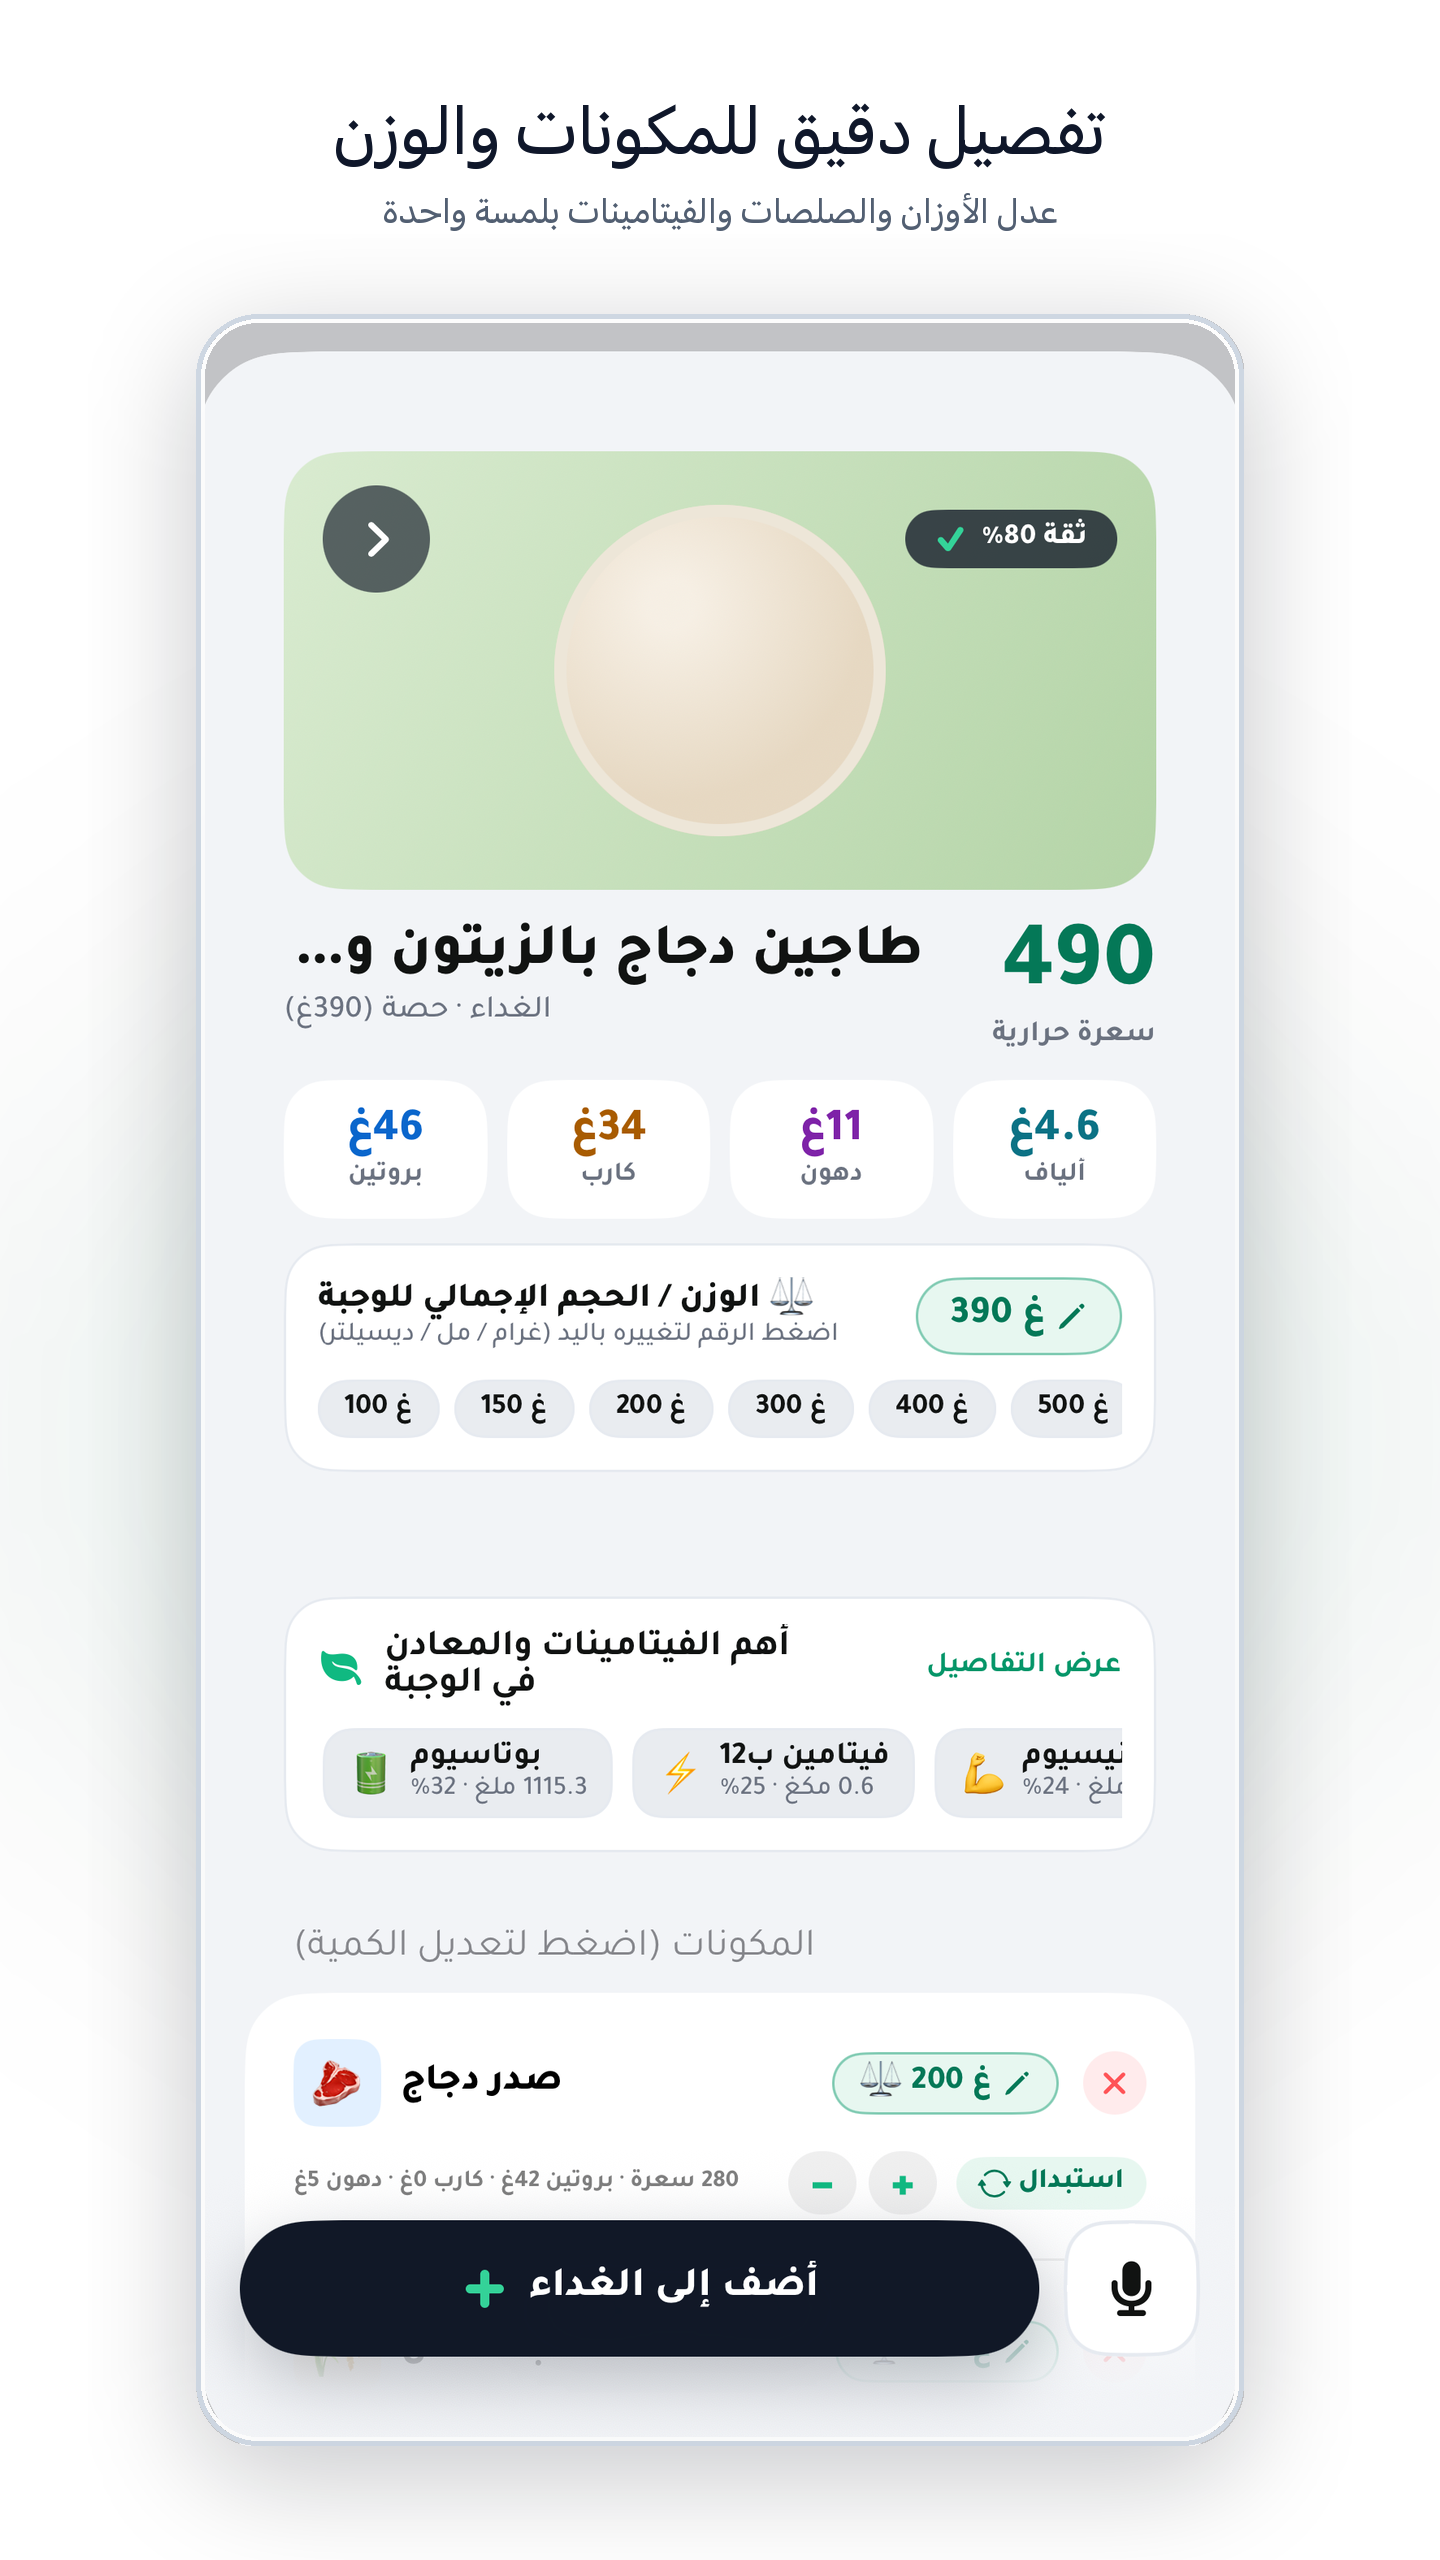 تفصيل دقيق للمكونات والوزن
عدل الأوزان والصلصات والفيتامينات بلمسة واحدة
ثقة 80%
طاجين دجاج بالزيتون و...
490
الغداء · حصة (390غ)
سعرة حرارية
46غ
بروتين
34غ
كارب
11غ
دهون
4.6غ
ألياف
الوزن / الحجم الإجمالي للوجبة
اضغط الرقم لتغييره باليد (غرام / مل / ديسيلتر)
390 غ
100 غ
150 غ
200 غ
300 غ
400 غ
500 غ
أهم الفيتامينات والمعادن
في الوجبة
عرض التفاصيل
بوتاسيوم
1115.3 ملغ · 32%
فيتامين ب12
0.6 مكغ · 25%
نيسيوم
ملغ · 24%
المكونات (اضغط لتعديل الكمية)
صدر دجاج
200 غ
280 سعرة · بروتين 42غ · كارب 0غ · دهون 5غ
استبدال
أضف إلى الغداء